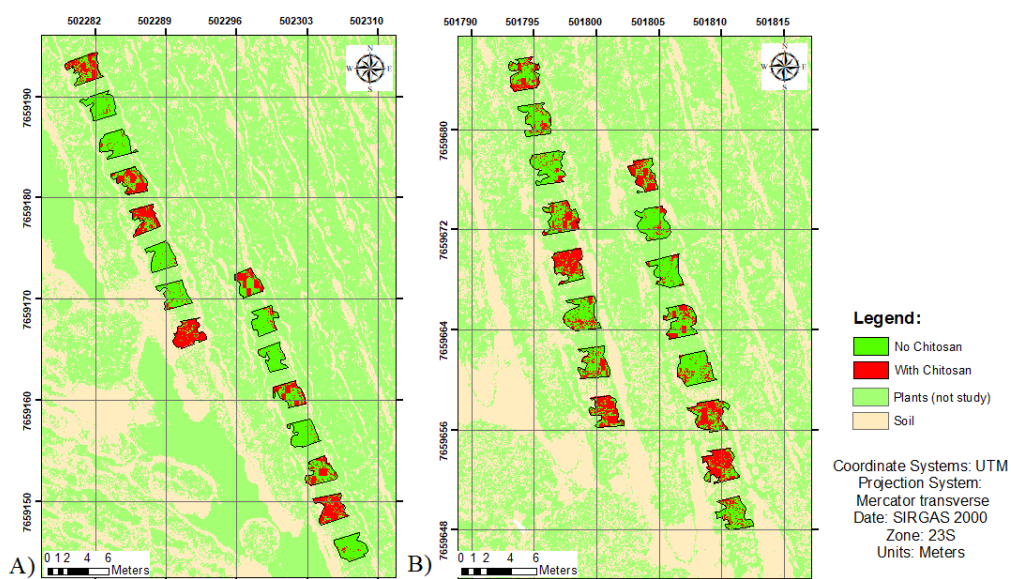 502282 502289 502296 502303 502310
501790 501795 501800 501805 501810 501815
N
W E
S
N
W E
S
7659190
7659180
7659170
7659160
7659150
7659680
7659672
7659664
7659656
7659648
Legend:
No Chitosan
With Chitosan
Plants (not study)
Soil
Coordinate Systems: UTM
Projection System:
Mercator transverse
Date: SIRGAS 2000
Zone: 23S
Units: Meters
A)
0 1 2 4 6
Meters
B)
0 1 2 4 6
Meters